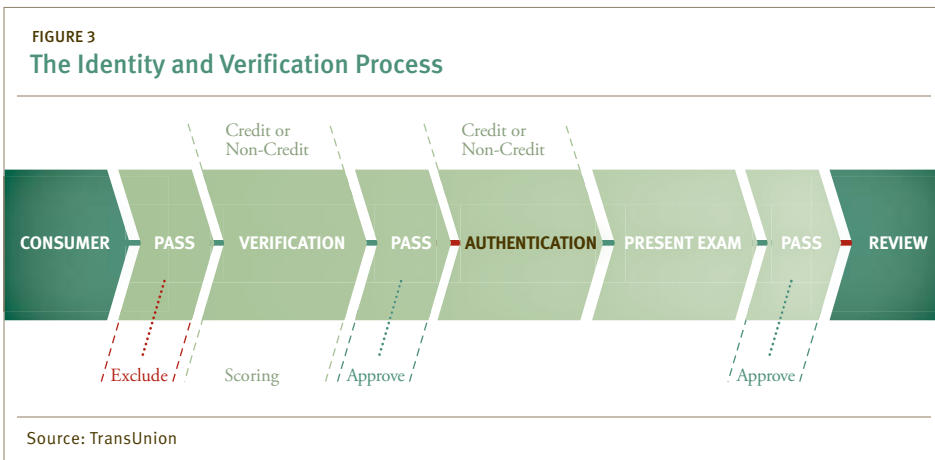 FIGURE 3
The Identity and Verification Process
Credit or
Non-Credit
Credit or
Non-Credit
CONSUMER PASS VERIFICATION PASS AUTHENTICATION PRESENT EXAM PASS REVIEW
Exclude Scoring Approve Approve
Source: TransUnion